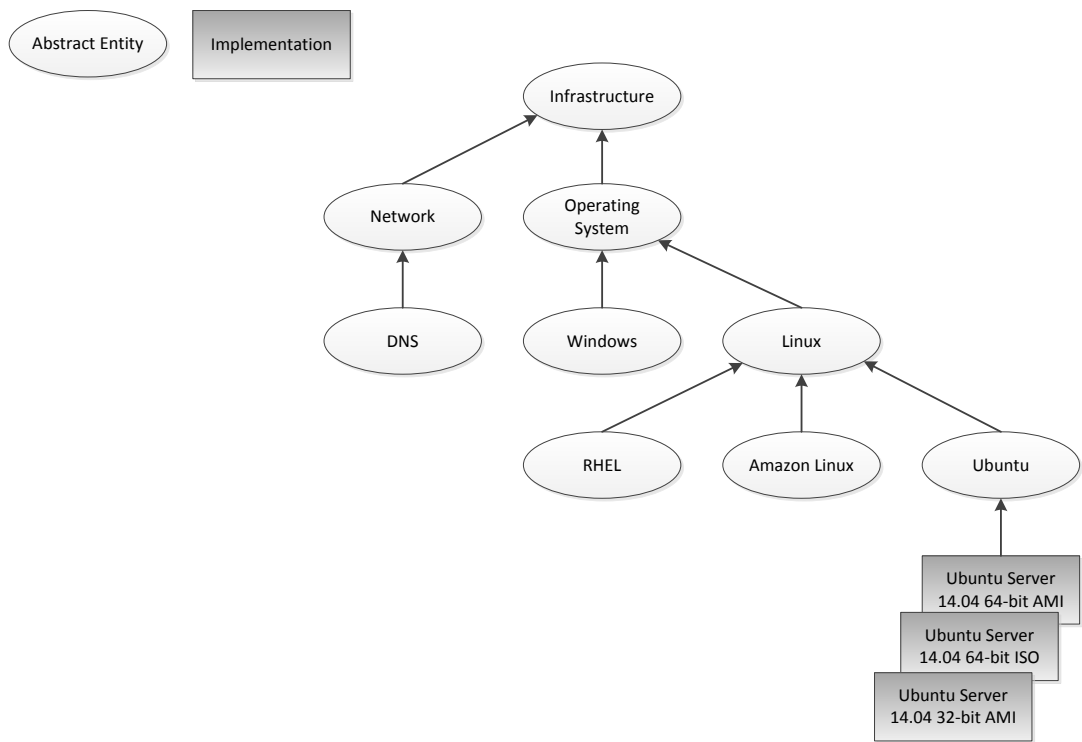 Abstract Entity
Implementation
Infrastructure
Network
Operating
System
DNS
Windows
Linux
RHEL
Amazon Linux
Ubuntu
Ubuntu Server
14.04 64-bit AMI
Ubuntu Server
14.04 64-bit ISO
Ubuntu Server
14.04 32-bit AMI